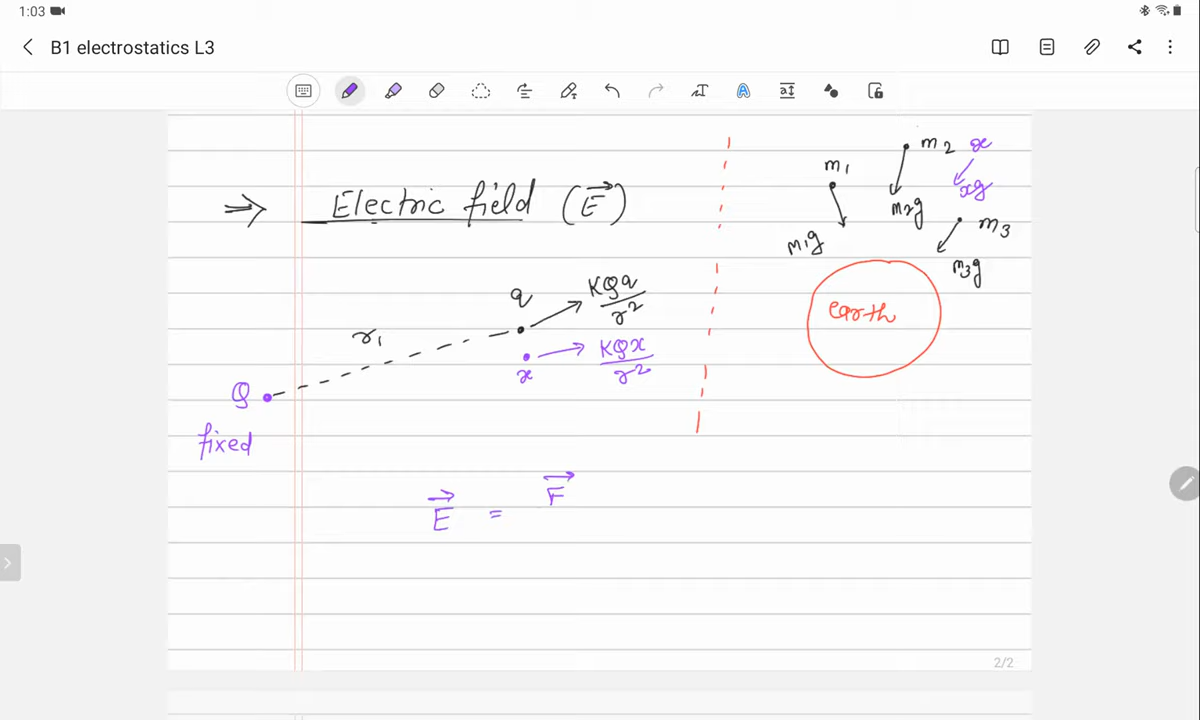 1:03
B1 electrostatics L3
⇒ Electric field (E⃗)
m1
m1g
m2
m2g
x
xg
m3
m3g
earth
q
KQq/r²
r1
x
KQx/r²
Q
fixed
E⃗ = F⃗
2/2